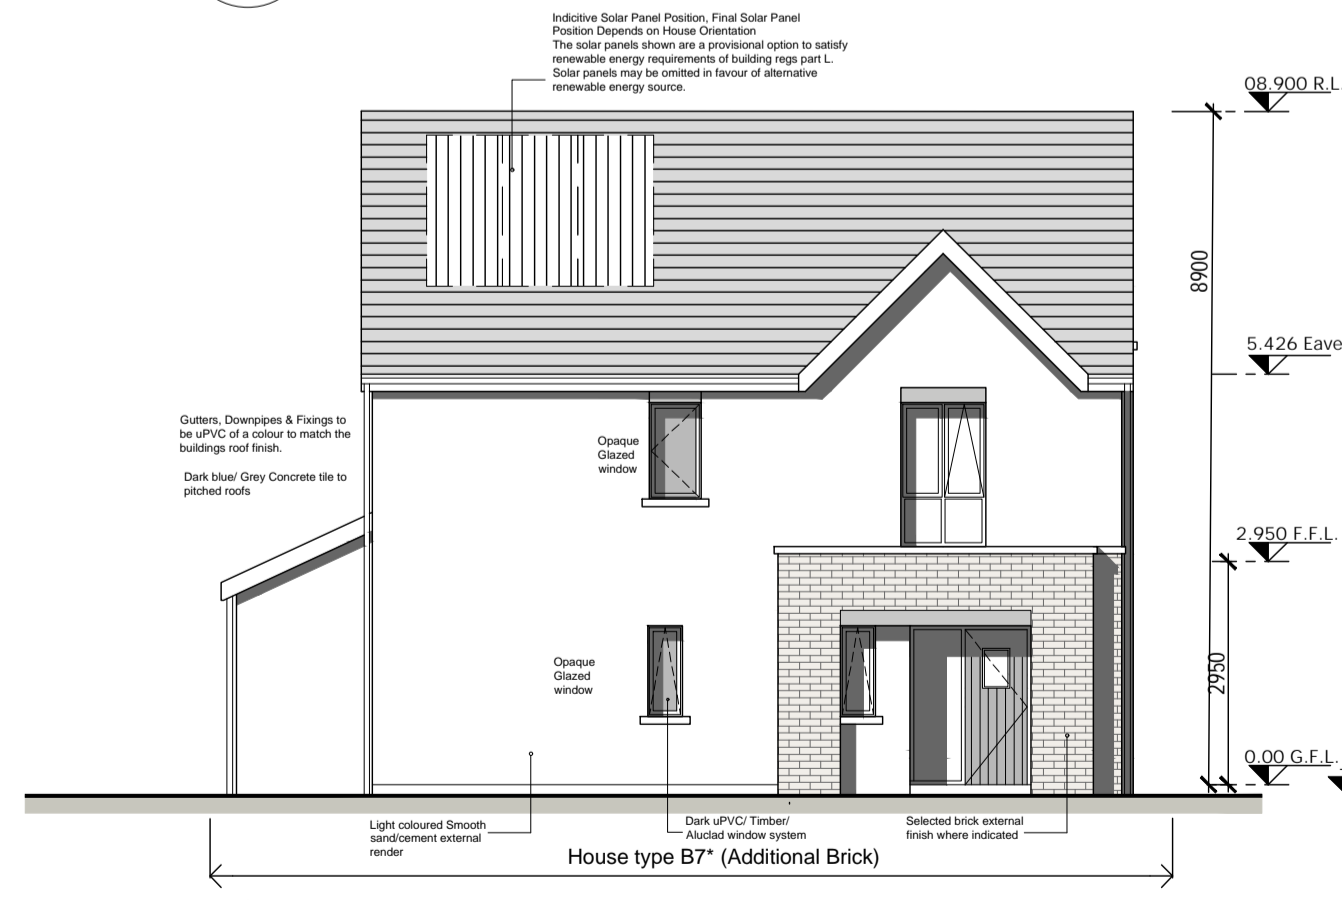 Indicitive Solar Panel Position, Final Solar Panel
Position Depends on House Orientation
The solar panels shown are a provisional option to satisfy
renewable energy requirements of building regs part L.
Solar panels may be omitted in favour of alternative
renewable energy source.
08.900 R.L.
8900
5.426 Eave
Gutters, Downpipes & Fixings to
be uPVC of a colour to match the
buildings roof finish.
Dark blue/ Grey Concrete tile to
pitched roofs
Opaque
Glazed
window
2.950 F.F.L.
Opaque
Glazed
window
2950
0.00 G.F.L.
Light coloured Smooth
sand/cement external
render
Dark uPVC/ Timber/
Aluclad window system
Selected brick external
finish where indicated
House type B7* (Additional Brick)